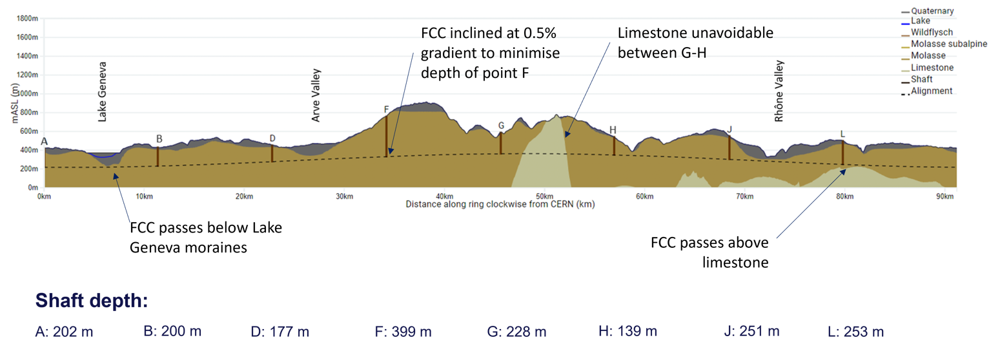 1800m
1600m
1400m
1200m
1000m
800m
600m
400m
200m
0m
mASL (m)
Lake Geneva
Arve Valley
Rhône Valley
FCC inclined at 0.5%
gradient to minimise
depth of point F
Limestone unavoidable
between G-H
Quaternary
Lake
Wildflysch
Molasse subalpine
Molasse
Limestone
Shaft
Alignment
A
B
D
F
G
H
J
L
0km
10km
20km
30km
40km
50km
60km
70km
80km
90km
Distance along ring clockwise from CERN (km)
FCC passes below Lake
Geneva moraines
FCC passes above
limestone
Shaft depth:
A: 202 m
B: 200 m
D: 177 m
F: 399 m
G: 228 m
H: 139 m
J: 251 m
L: 253 m